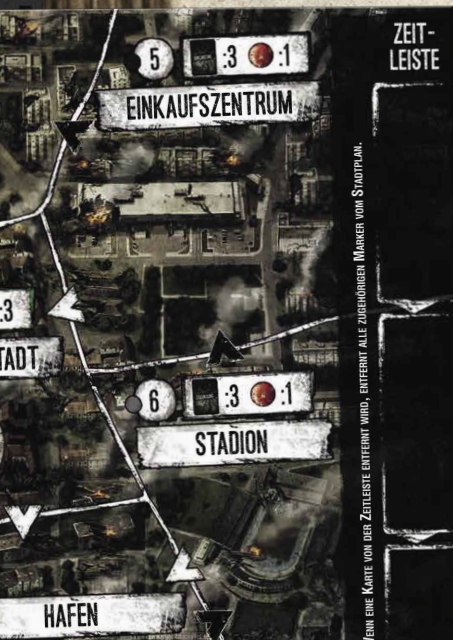 5 :3 :1
EINKAUFSZENTRUM
:3
TADT
6 :3 :1
STADION
HAFEN
ZEIT-
LEISTE
ENN EINE KARTE VON DER ZEITLEISTE ENTFERNT WIRD, ENTFERNT ALLE ZUGEHÖRIGEN MARKER VOM STADTPLAN.